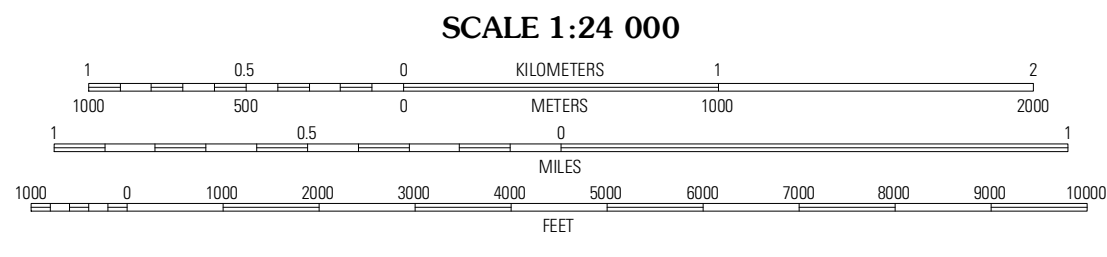 SCALE 1:24 000
1 0.5 0 KILOMETERS 1 2
1000 500 0 METERS 1000 2000
1 0.5 0 1
MILES
1000 0 1000 2000 3000 4000 5000 6000 7000 8000 9000 10000
FEET